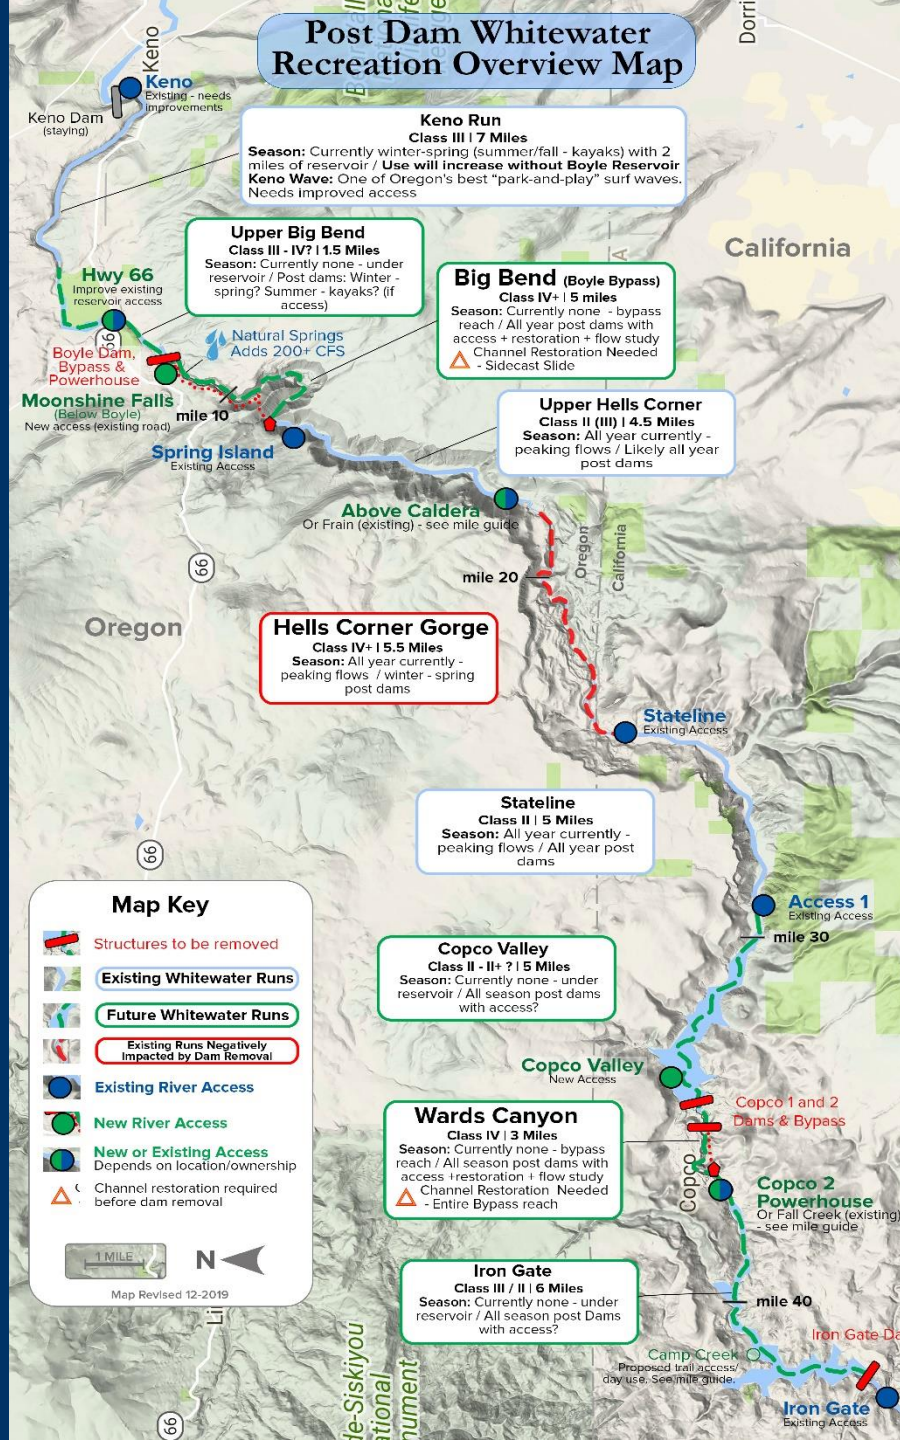 Post Dam Whitewater
Recreation Overview Map
Dorri
Keno
Keno
Existing - needs
improvements
Keno Dam
(staying)
Keno Run
Class III | 7 Miles
Season: Currently winter-spring (summer/fall - kayaks) with 2
miles of reservoir / Use will increase without Boyle Reservoir
Keno Wave: One of Oregon's best "park-and-play" surf waves.
Needs improved access
Upper Big Bend
Class III - IV? | 1.5 Miles
Season: Currently none - under
reservoir / Post dams: Winter -
spring? Summer - kayaks? (if
access)
California
Hwy 66
Improve existing
reservoir access
66
Big Bend (Boyle Bypass)
Class IV+ | 5 miles
Season: Currently none - bypass
reach / All year post dams with
access + restoration + flow study
Channel Restoration Needed
- Sidecast Slide
Natural Springs
Adds 200+ CFS
Boyle Dam,
Bypass &
Powerhouse
Moonshine Falls
(Below Boyle)
New access (existing road)
mile 10
Spring Island
Existing Access
Upper Hells Corner
Class II (III) | 4.5 Miles
Season: All year currently -
peaking flows / Likely all year
post dams
Above Caldera
Or Frain (existing) - see mile guide
Oregon
California
mile 20
66
Oregon
Hells Corner Gorge
Class IV+ | 5.5 Miles
Season: All year currently -
peaking flows / winter - spring
post dams
Stateline
Existing Access
Stateline
Class II | 5 Miles
Season: All year currently -
peaking flows / All year post
dams
66
Access 1
Existing Access
mile 30
Copco Valley
Class II - II+ ? | 5 Miles
Season: Currently none - under
reservoir / All season post dams
with access?
Copco Valley
New Access
Copco 1 and 2
Dams & Bypass
Wards Canyon
Class IV | 3 Miles
Season: Currently none - bypass
reach / All season post dams with
access +restoration + flow study
Channel Restoration Needed
- Entire Bypass reach
Copco
Copco 2
Powerhouse
Or Fall Creek (existing)
- see mile guide
Iron Gate
Class III / II | 6 Miles
Season: Currently none - under
reservoir / All season post Dams
with access?
mile 40
Iron Gate Da
Camp Creek
Proposed trail access/
day use. See mile guide.
Iron Gate
Existing Access
Map Key
Structures to be removed
Existing Whitewater Runs
Future Whitewater Runs
Existing Runs Negatively
Impacted by Dam Removal
Existing River Access
New River Access
New or Existing Access
Depends on location/ownership
Channel restoration required
before dam removal
1 MILE
N
Map Revised 12-2019
66
de-Siskiyou
ational
nument